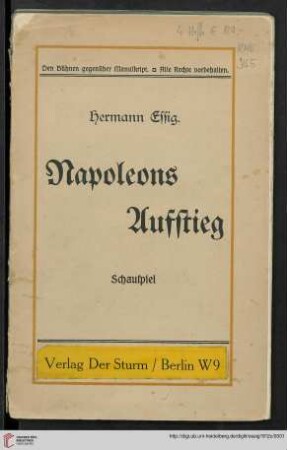 Den Bühnen gegenüber Manuskript. Alle Rechte vorbehalten.
Hermann Essig.
Napoleons
Aufstieg
Schauspiel
Verlag Der Sturm / Berlin W9